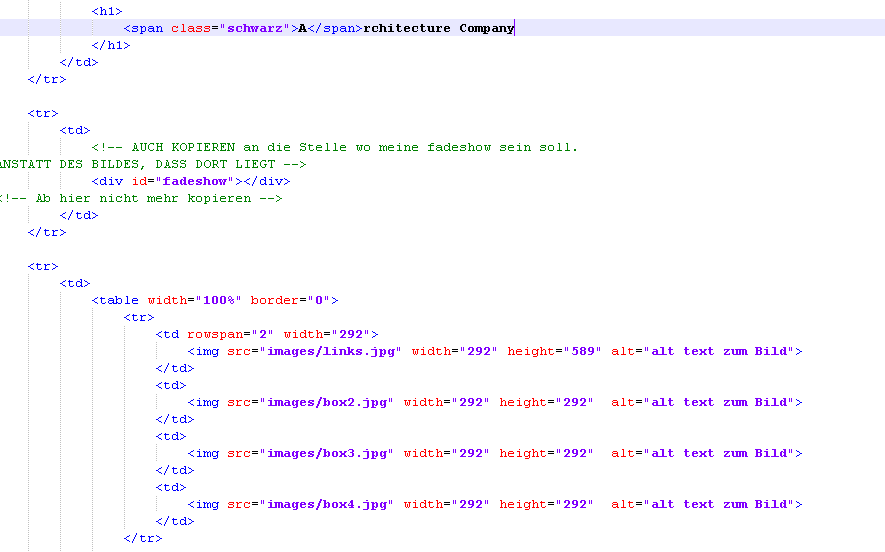 <h1>
<span class="schwarz">A</span>rchitecture Company
</h1>
</td>
</tr>
<tr>
<td>
<!-- AUCH KOPIEREN an die Stelle wo meine fadeshow sein soll.
ANSTATT DES BILDES, DASS DORT LIEGT -->
<div id="fadeshow"></div>
<!-- Ab hier nicht mehr kopieren -->
</td>
</tr>
<tr>
<td>
<table width="100%" border="0">
<tr>
<td rowspan="2" width="292">
<img src="images/links.jpg" width="292" height="589" alt="alt text zum Bild">
</td>
<td>
<img src="images/box2.jpg" width="292" height="292"  alt="alt text zum Bild">
</td>
<td>
<img src="images/box3.jpg" width="292" height="292"  alt="alt text zum Bild">
</td>
<td>
<img src="images/box4.jpg" width="292" height="292"  alt="alt text zum Bild">
</td>
</tr>